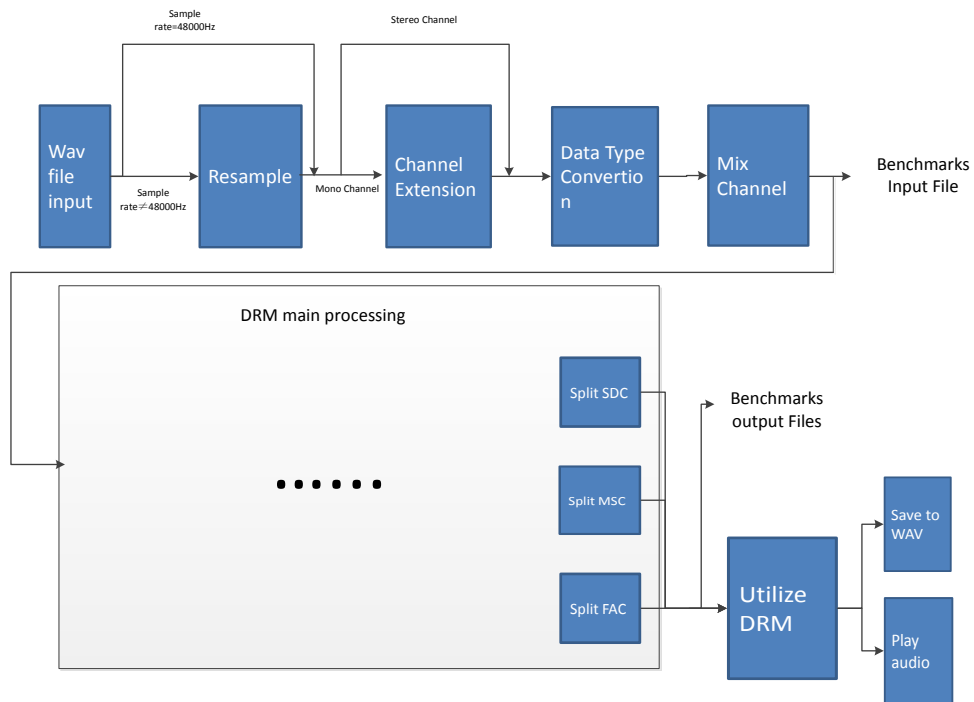 Sample
rate=48000Hz
Stereo Channel
Wav
file
input
Sample
rate≠48000Hz
Resample
Mono Channel
Channel
Extension
Data Type
Convertio
n
Mix
Channel
Benchmarks
Input File
DRM main processing
......
Split SDC
Split MSC
Split FAC
Benchmarks
output Files
Utilize
DRM
Save to
WAV
Play
audio